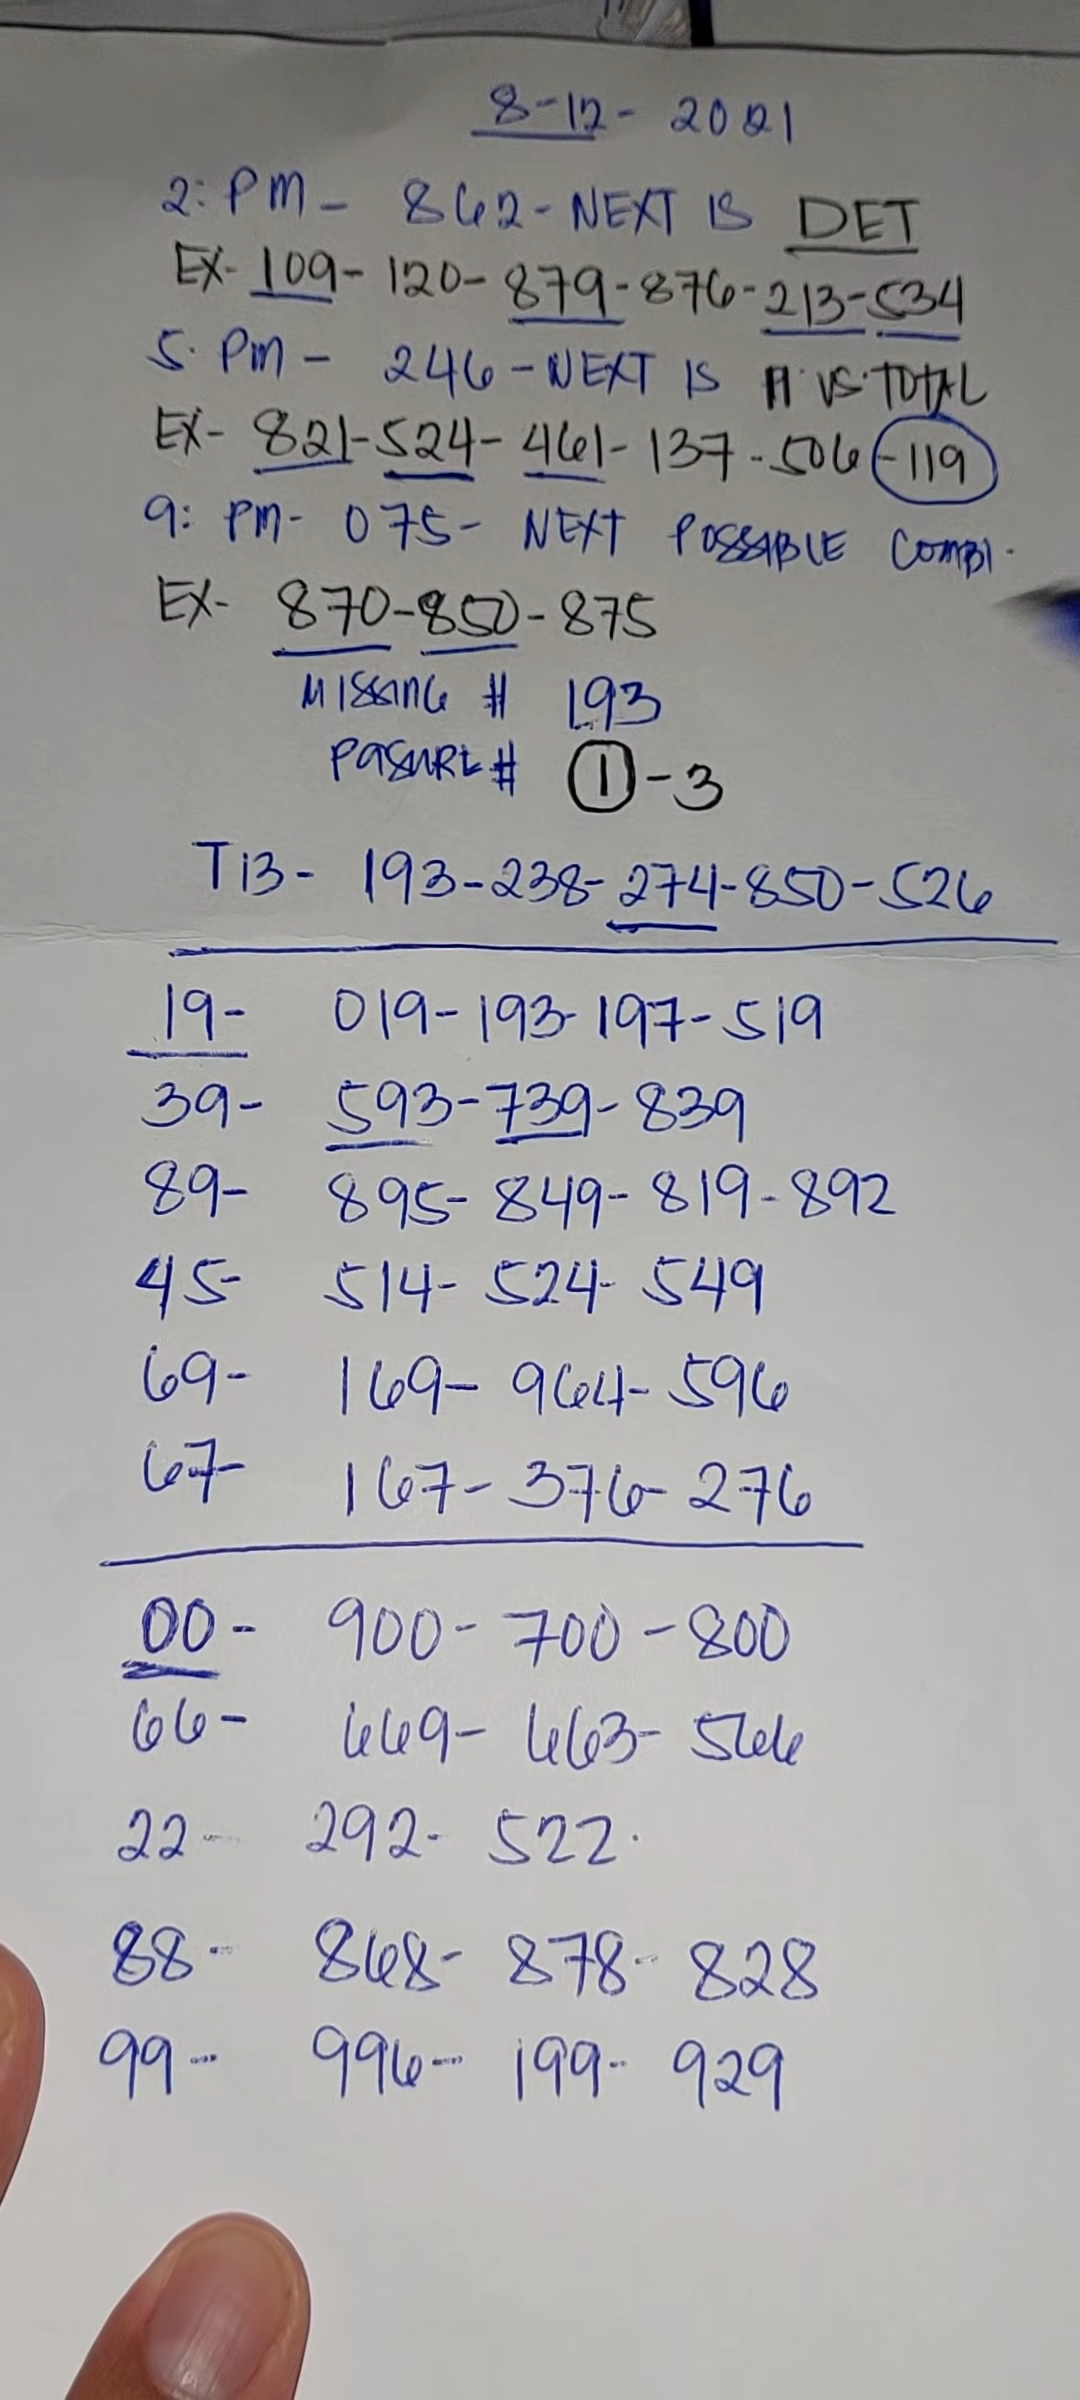 8-12-2021
2: PM - 862 - NEXT IS DET
EX- 109-120-879-876-213-534
5. PM - 246 - NEXT IS # VS. TOTAL
EX- 821-524-461-137-506-119
9: PM- 075- NEXT POSSIBLE COMBI.
EX- 870-850-875
MISSING # 193
PASURE # 1-3
T13- 193-238-274-850-526
19- 019-193-197-519
39- 593-739-839
89- 895-849-819-892
45- 514-524-549
69- 169-964-596
67- 167-376-276
00- 900-700-800
66- 669-663-566
22- 292-522.
88- 868-878-828
99- 996-199-929